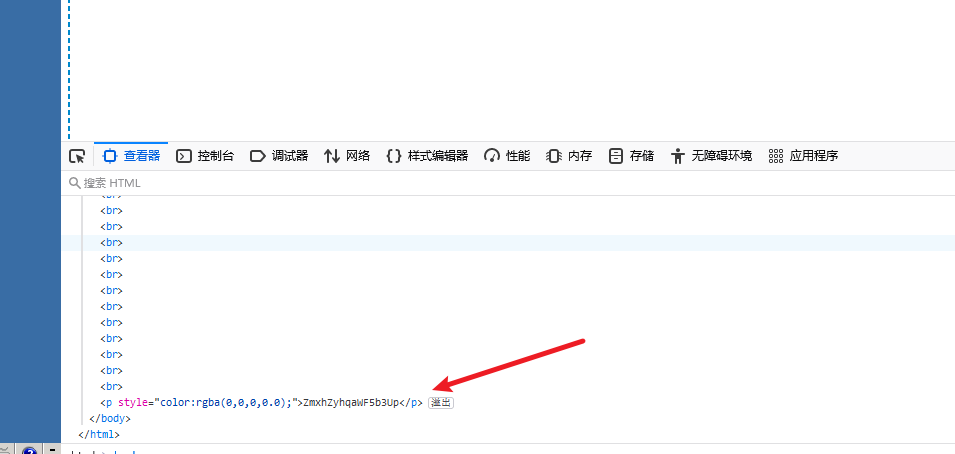 查看器 控制台 调试器 网络 样式编辑器 性能 内存 存储 无障碍环境 应用程序
搜索 HTML
<br>
<br>
<br>
<br>
<br>
<br>
<br>
<br>
<br>
<br>
<br>
<br>
<br>
<p style="color:rgba(0,0,0,0.0);">ZmxhZyhqaWF5b3Up</p> 溢出
</body>
</html>